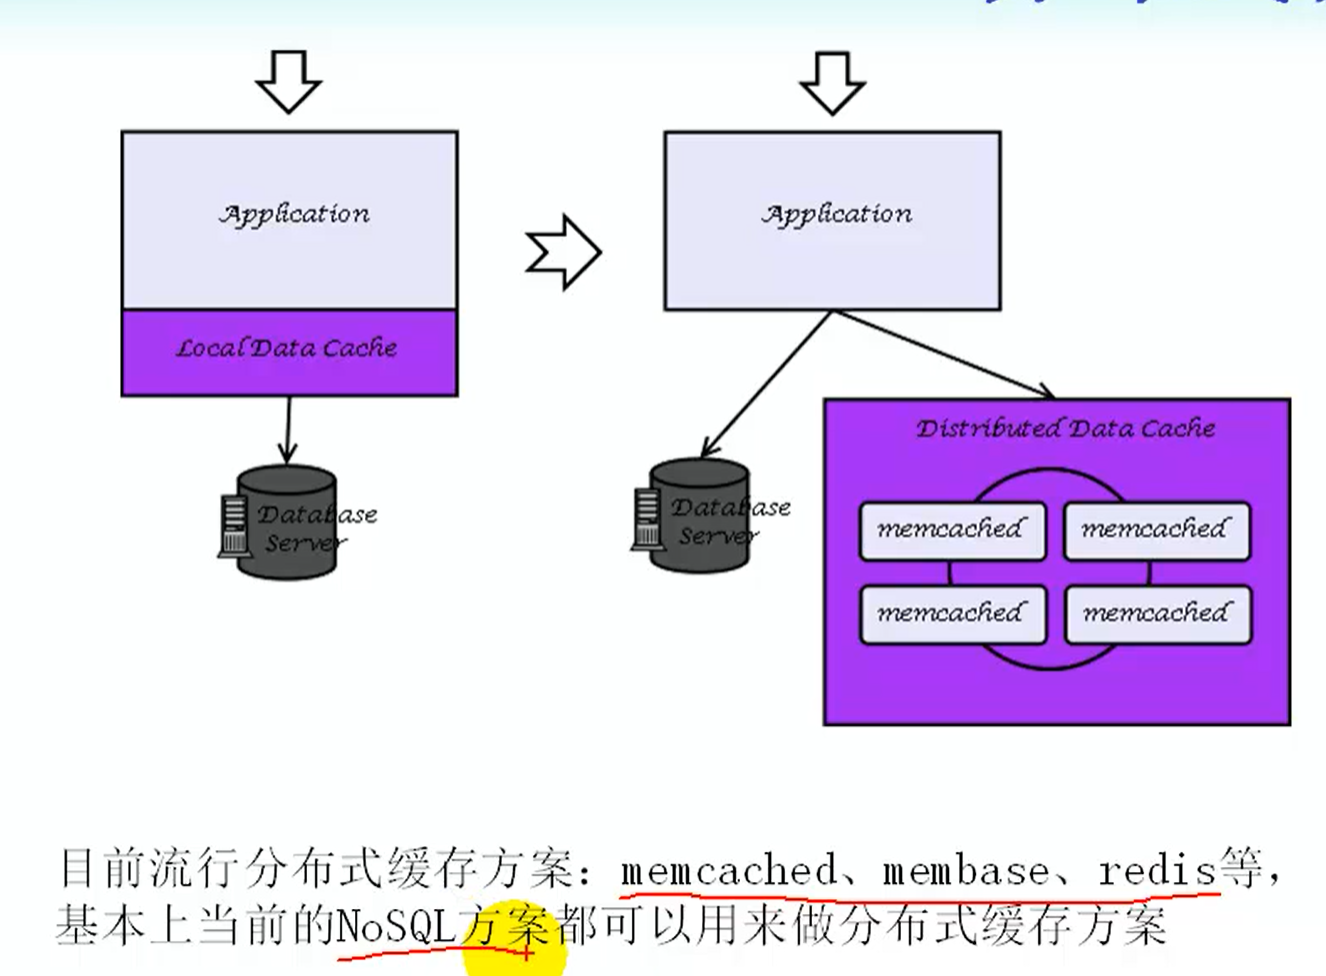 Application
Application
Local Data Cache
Distributed Data Cache
Database
Server
Database
Server
memcached
memcached
memcached
memcached
目前流行分布式缓存方案：memcached、membase、redis等，
基本上当前的NoSQL方案都可以用来做分布式缓存方案